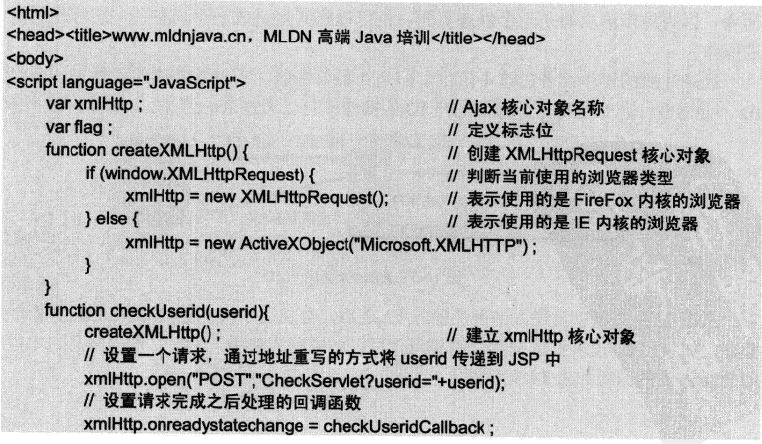 <html>
<head><title>www.mldnjava.cn，MLDN 高端 Java 培训</title></head>
<body>
<script language="JavaScript">
var xmlHttp ; // Ajax 核心对象名称
var flag ; // 定义标志位
function createXMLHttp() { // 创建 XMLHttpRequest 核心对象
if (window.XMLHttpRequest) { // 判断当前使用的浏览器类型
xmlHttp = new XMLHttpRequest(); // 表示使用的是 FireFox 内核的浏览器
} else { // 表示使用的是 IE 内核的浏览器
xmlHttp = new ActiveXObject("Microsoft.XMLHTTP") ;
}
}
function checkUserid(userid){
createXMLHttp() ; // 建立 xmlHttp 核心对象
// 设置一个请求，通过地址重写的方式将 userid 传递到 JSP 中
xmlHttp.open("POST","CheckServlet?userid="+userid);
// 设置请求完成之后处理的回调函数
xmlHttp.onreadystatechange = checkUseridCallback ;